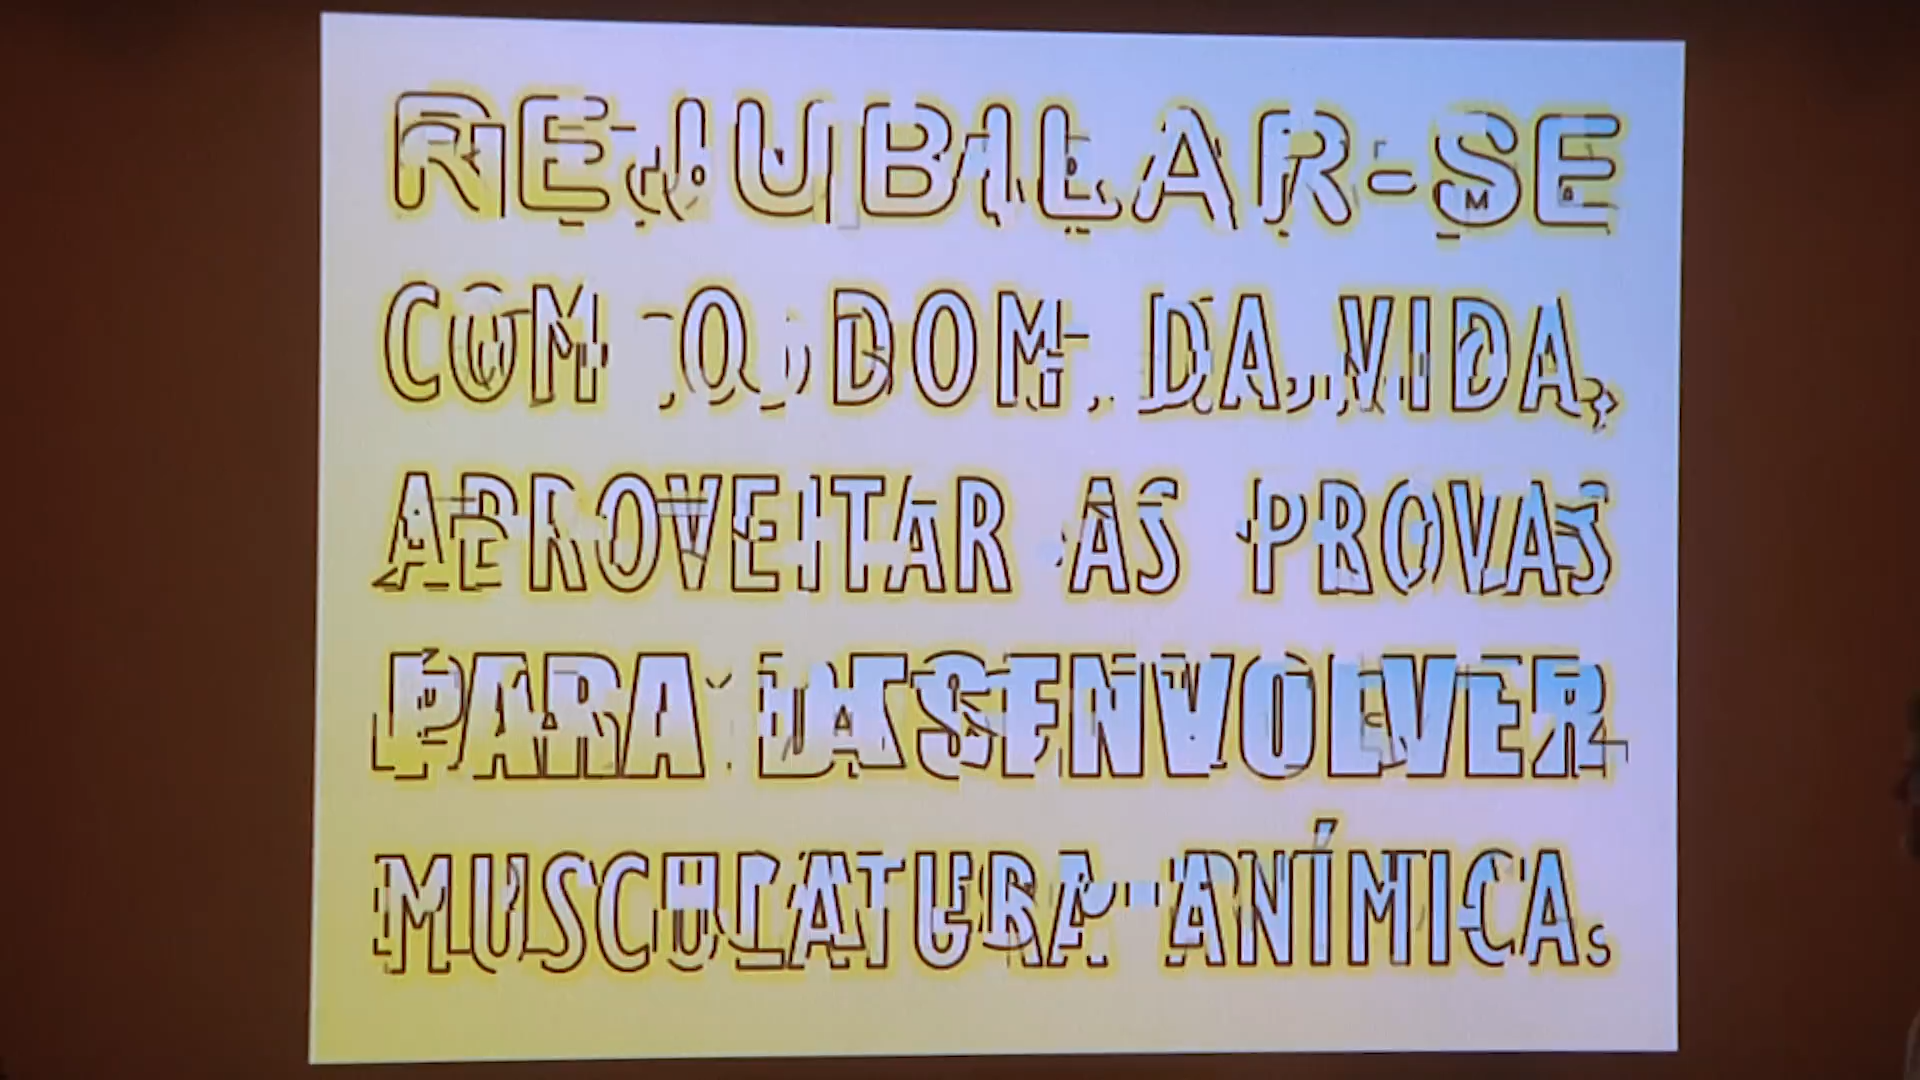 REJUBILAR-SE
COM O DOM DA VIDA,
APROVEITAR AS PROVAS
PARA DESENVOLVER
MUSCULATURA ANÍMICA.